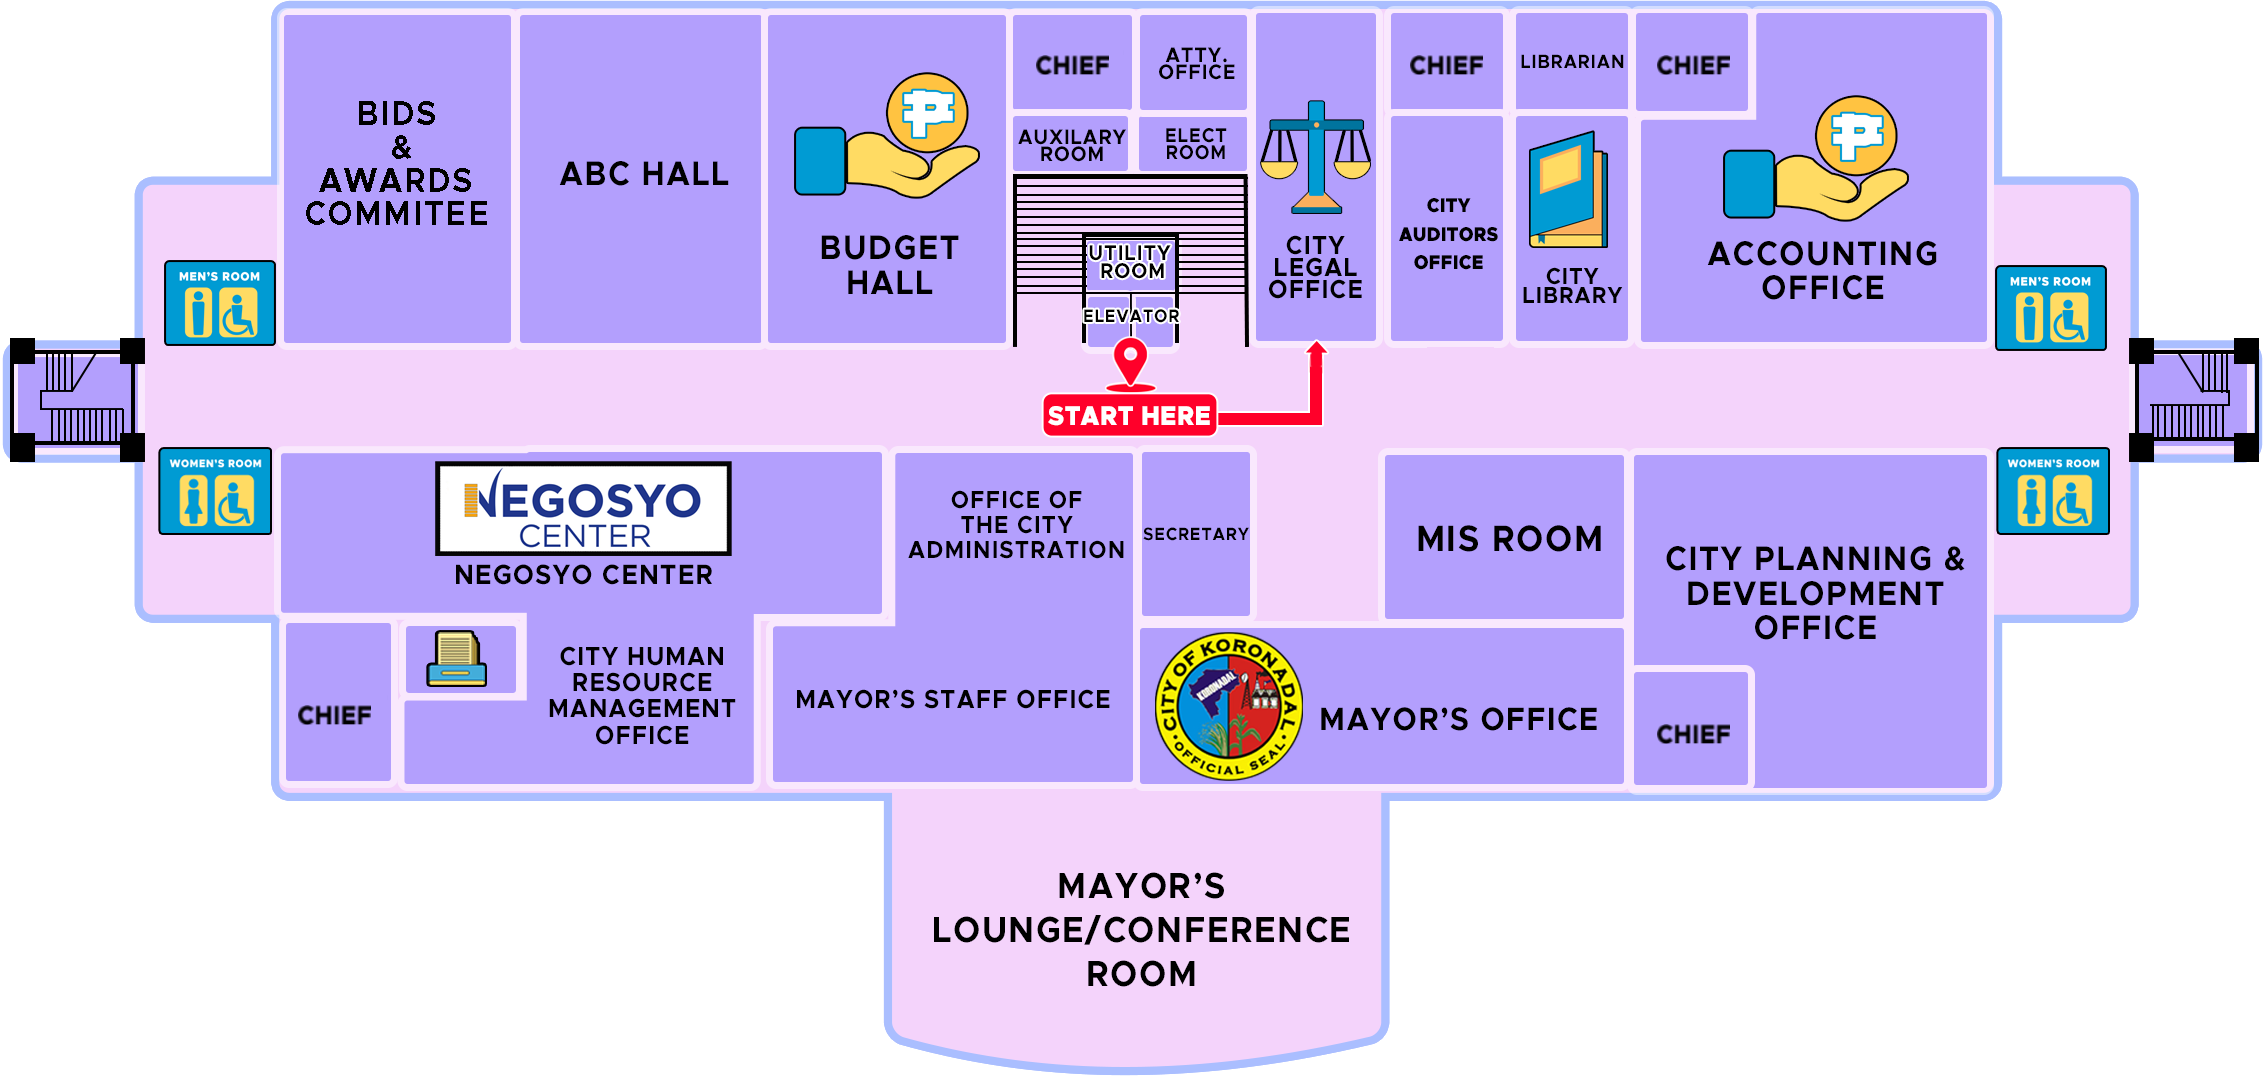 BIDS
&
AWARDS
COMMITEE
ABC HALL
BUDGET
HALL
CHIEF
ATTY.
OFFICE
AUXILARY
ROOM
ELECT
ROOM
UTILITY
ROOM
ELEVATOR
START HERE
CITY
LEGAL
OFFICE
CHIEF
CITY
AUDITORS
OFFICE
LIBRARIAN
CITY
LIBRARY
CHIEF
ACCOUNTING
OFFICE
MEN'S ROOM
MEN'S ROOM
WOMEN'S ROOM
WOMEN'S ROOM
NEGOSYO
CENTER
NEGOSYO CENTER
CHIEF
CITY HUMAN
RESOURCE
MANAGEMENT
OFFICE
OFFICE OF
THE CITY
ADMINISTRATION
MAYOR'S STAFF OFFICE
SECRETARY
CITY OF KORONADAL
KORONADAL
OFFICIAL SEAL
MAYOR'S OFFICE
MIS ROOM
CITY PLANNING &
DEVELOPMENT
OFFICE
CHIEF
MAYOR'S
LOUNGE/CONFERENCE
ROOM